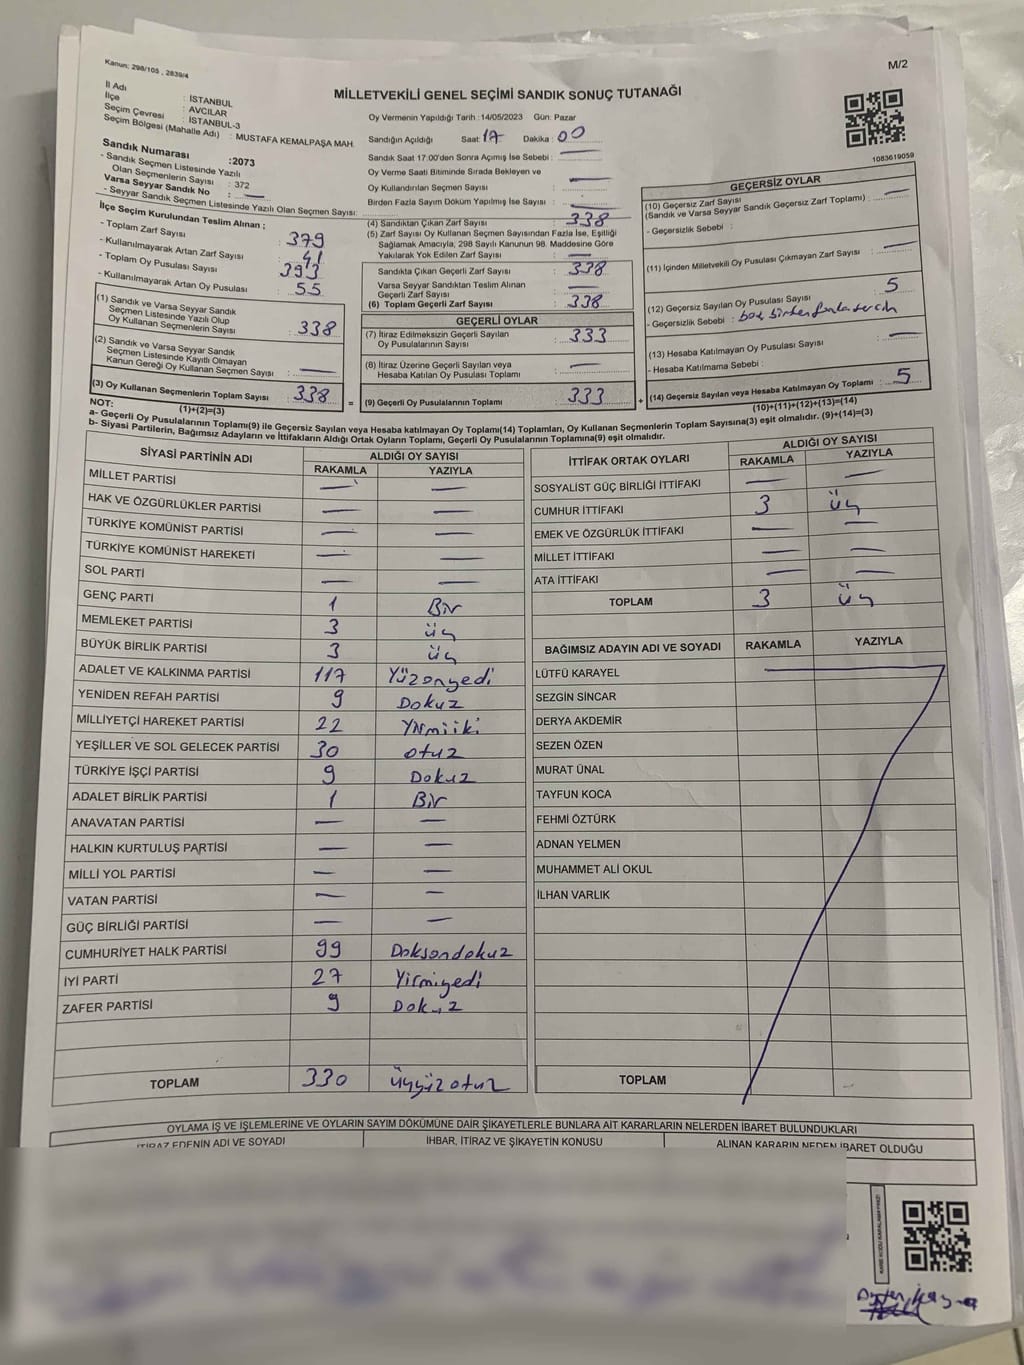 Kanun: 298/105 , 2839/4
M/2
MİLLETVEKİLİ GENEL SEÇİMİ SANDIK SONUÇ TUTANAĞI
İl Adı : İSTANBUL
İlçe : AVCILAR
Seçim Çevresi : İSTANBUL-3
Seçim Bölgesi (Mahalle Adı) : MUSTAFA KEMALPAŞA MAH.
Sandık Numarası :2073
- Sandık Seçmen Listesinde Yazılı
Olan Seçmenlerin Sayısı : 372
Varsa Seyyar Sandık No : —
- Seyyar Sandık Seçmen Listesinde Yazılı Olan Seçmen Sayısı:
İlçe Seçim Kurulundan Teslim Alınan ;
- Toplam Zarf Sayısı : 379
- Kullanılmayarak Artan Zarf Sayısı : 41
- Toplam Oy Pusulası Sayısı : 393
- Kullanılmayarak Artan Oy Pusulası : 55
(1) Sandık ve Varsa Seyyar Sandık
Seçmen Listesinde Yazılı Olup
Oy Kullanan Seçmenlerin Sayısı : 338
(2) Sandık ve Varsa Seyyar Sandık
Seçmen Listesinde Kayıtlı Olmayan
Kanun Gereği Oy Kullanan Seçmen Sayısı : —
(3) Oy Kullanan Seçmenlerin Toplam Sayısı : 338
(1)+(2)=(3)
Oy Vermenin Yapıldığı Tarih :14/05/2023 Gün: Pazar
Sandığın Açıldığı Saat: 17 Dakika : 00
Sandık Saat 17:00'den Sonra Açılmış İse Sebebi : —
Oy Verme Saati Bitiminde Sırada Bekleyen ve
Oy Kullandırılan Seçmen Sayısı : —
Birden Fazla Sayım Döküm Yapılmış İse Sayısı : —
(4) Sandıktan Çıkan Zarf Sayısı : 338
(5) Zarf Sayısı Oy Kullanan Seçmen Sayısından Fazla İse, Eşitliği
Sağlamak Amacıyla, 298 Sayılı Kanunun 98. Maddesine Göre
Yakılarak Yok Edilen Zarf Sayısı : —
Sandıkta Çıkan Geçerli Zarf Sayısı : 338
Varsa Seyyar Sandıktan Teslim Alınan
Geçerli Zarf Sayısı : —
(6) Toplam Geçerli Zarf Sayısı : 338
GEÇERLİ OYLAR
(7) İtiraz Edilmeksizin Geçerli Sayılan
Oy Pusulalarının Sayısı : 333
(8) İtiraz Üzerine Geçerli Sayılan veya
Hesaba Katılan Oy Pusulası Toplamı : —
= (9) Geçerli Oy Pusulalarının Toplamı : 333
1083619059
GEÇERSİZ OYLAR
(10) Geçersiz Zarf Sayısı
(Sandık ve Varsa Seyyar Sandık Geçersiz Zarf Toplamı) : —
- Geçersizlik Sebebi :
(11) İçinden Milletvekili Oy Pusulası Çıkmayan Zarf Sayısı : —
(12) Geçersiz Sayılan Oy Pusulası Sayısı : 5
- Geçersizlik Sebebi : boş birden fazla tercih
(13) Hesaba Katılmayan Oy Pusulası Sayısı : —
- Hesaba Katılmama Sebebi :
+ (14) Geçersiz Sayılan veya Hesaba Katılmayan Oy Toplamı : 5
(10)+(11)+(12)+(13)=(14)
NOT:
a- Geçerli Oy Pusulalarının Toplamı(9) ile Geçersiz Sayılan veya Hesaba Katılmayan Oy Toplamı(14) Toplamları, Oy Kullanan Seçmenlerin Toplam Sayısına(3) eşit olmalıdır. (9)+(14)=(3)
b- Siyasi Partilerin, Bağımsız Adayların ve İttifakların Aldığı Ortak Oyların Toplamı, Geçerli Oy Pusulalarının Toplamına(9) eşit olmalıdır.
SİYASİ PARTİNİN ADI ALDIĞI OY SAYISI
RAKAMLA YAZIYLA
MİLLET PARTİSİ — —
HAK VE ÖZGÜRLÜKLER PARTİSİ — —
TÜRKİYE KOMÜNİST PARTİSİ — —
TÜRKİYE KOMÜNİST HAREKETİ — —
SOL PARTİ — —
GENÇ PARTİ 1 Bir
MEMLEKET PARTİSİ 3 üç
BÜYÜK BİRLİK PARTİSİ 3 üç
ADALET VE KALKINMA PARTİSİ 117 Yüzonyedi
YENİDEN REFAH PARTİSİ 9 Dokuz
MİLLİYETÇİ HAREKET PARTİSİ 22 Yirmiiki
YEŞİLLER VE SOL GELECEK PARTİSİ 30 otuz
TÜRKİYE İŞÇİ PARTİSİ 9 Dokuz
ADALET BİRLİK PARTİSİ 1 Bir
ANAVATAN PARTİSİ — —
HALKIN KURTULUŞ PARTİSİ — —
MİLLİ YOL PARTİSİ — —
VATAN PARTİSİ — —
GÜÇ BİRLİĞİ PARTİSİ — —
CUMHURİYET HALK PARTİSİ 99 Doksandokuz
İYİ PARTİ 27 Yirmiyedi
ZAFER PARTİSİ 9 Dokuz
TOPLAM 330 üçyüzotuz
İTTİFAK ORTAK OYLARI ALDIĞI OY SAYISI
RAKAMLA YAZIYLA
SOSYALİST GÜÇ BİRLİĞİ İTTİFAKI — —
CUMHUR İTTİFAKI 3 üç
EMEK VE ÖZGÜRLÜK İTTİFAKI — —
MİLLET İTTİFAKI — —
ATA İTTİFAKI — —
TOPLAM 3 üç
BAĞIMSIZ ADAYIN ADI VE SOYADI RAKAMLA YAZIYLA
LÜTFÜ KARAYEL
SEZGİN SİNCAR
DERYA AKDEMİR
SEZEN ÖZEN
MURAT ÜNAL
TAYFUN KOCA
FEHMİ ÖZTÜRK
ADNAN YELMEN
MUHAMMET ALİ OKUL
İLHAN VARLIK
TOPLAM
OYLAMA İŞ VE İŞLEMLERİNE VE OYLARIN SAYIM DÖKÜMÜNE DAİR ŞİKAYETLERLE BUNLARA AİT KARARLARIN NELERDEN İBARET BULUNDUKLARI
İTİRAZ EDENİN ADI VE SOYADI İHBAR, İTİRAZ VE ŞİKAYETİN KONUSU ALINAN KARARIN NEDEN İBARET OLDUĞU